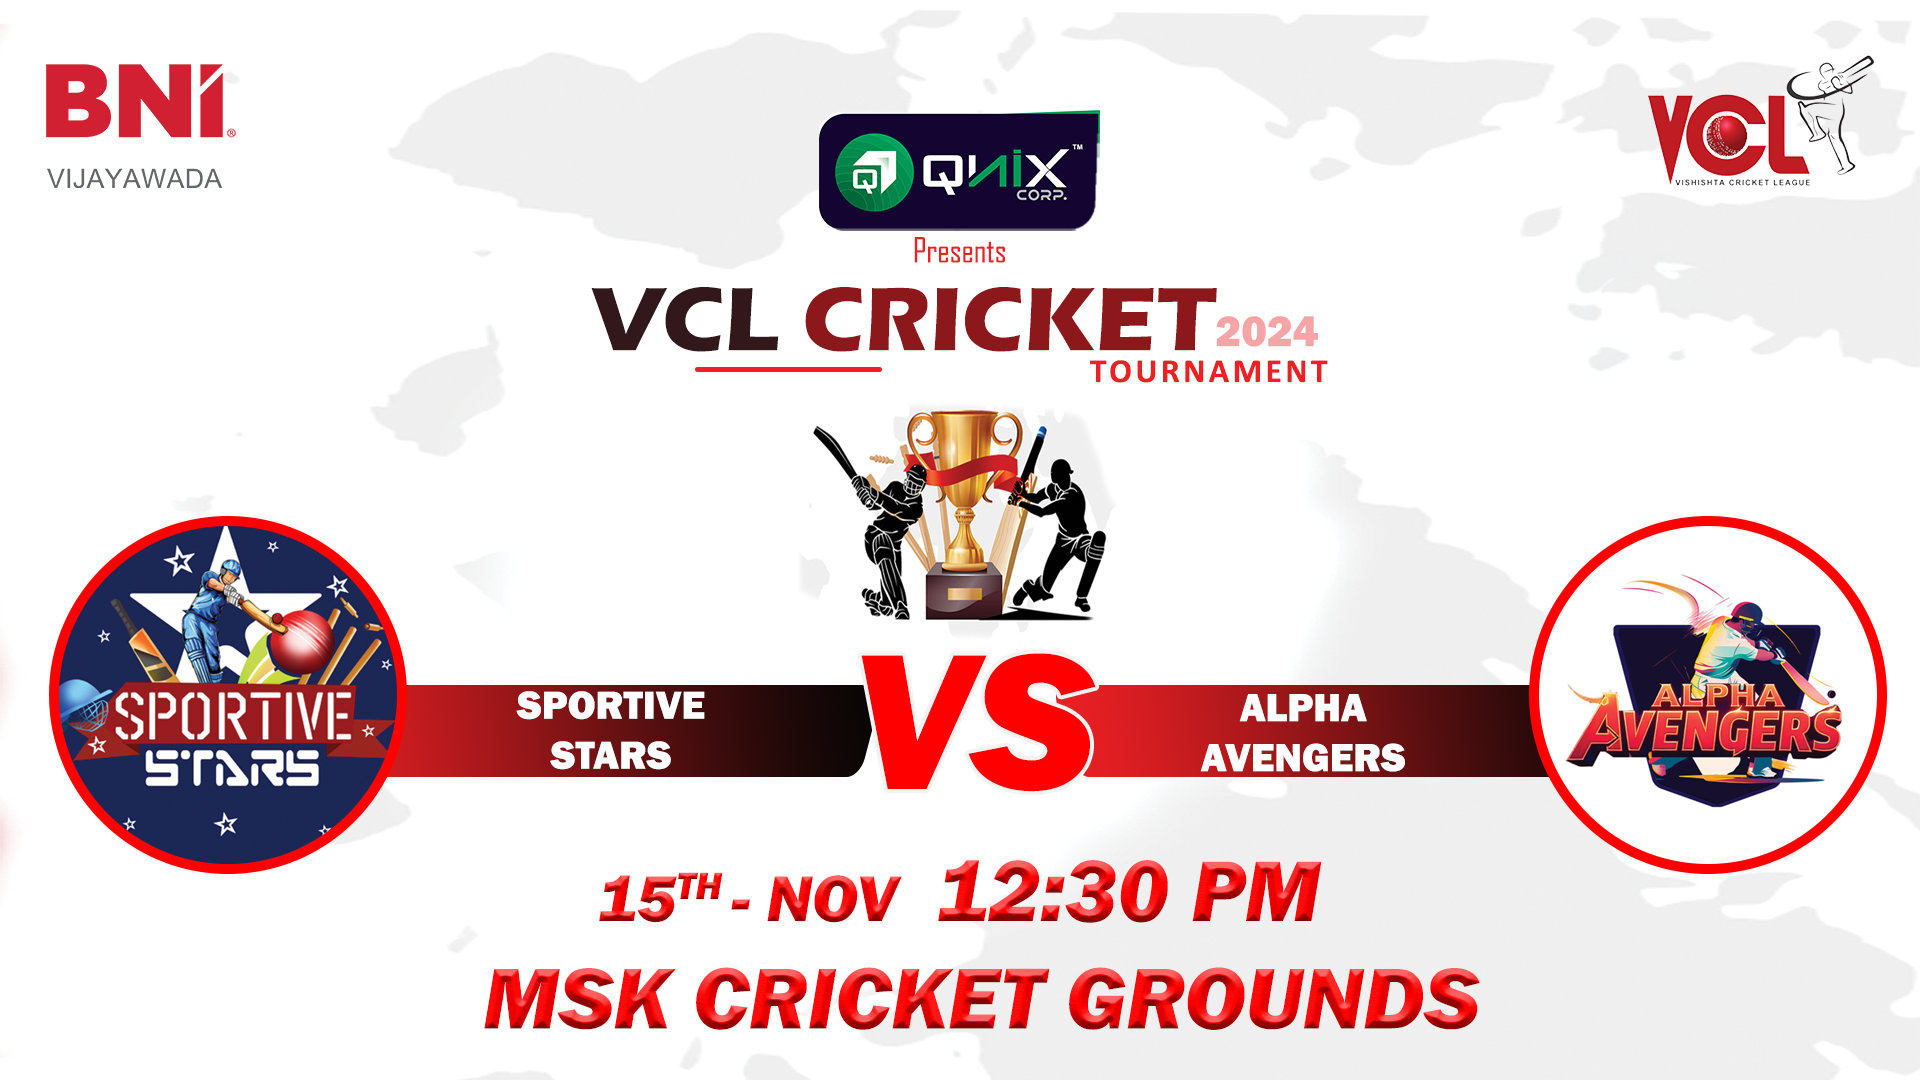 BNI®
VIJAYAWADA
Q QNIX™
CORP.
VCL
VISHISHTA CRICKET LEAGUE
Presents
VCL CRICKET 2024
TOURNAMENT
SPORTIVE
STARS
SPORTIVE
STARS
VS
ALPHA
AVENGERS
ALPHA
AVENGERS
15TH - NOV 12:30 PM
MSK CRICKET GROUNDS